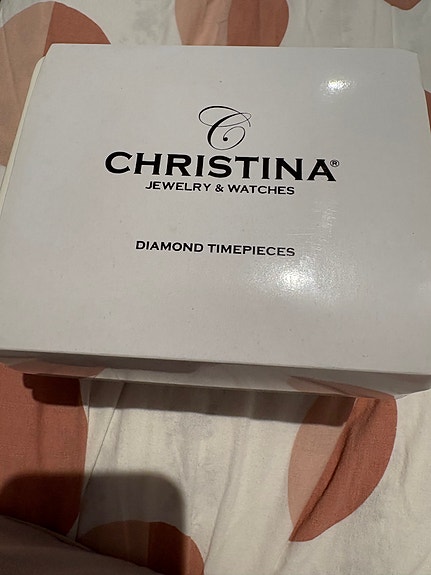 C
CHRISTINA®
JEWELRY & WATCHES
DIAMOND TIMEPIECES